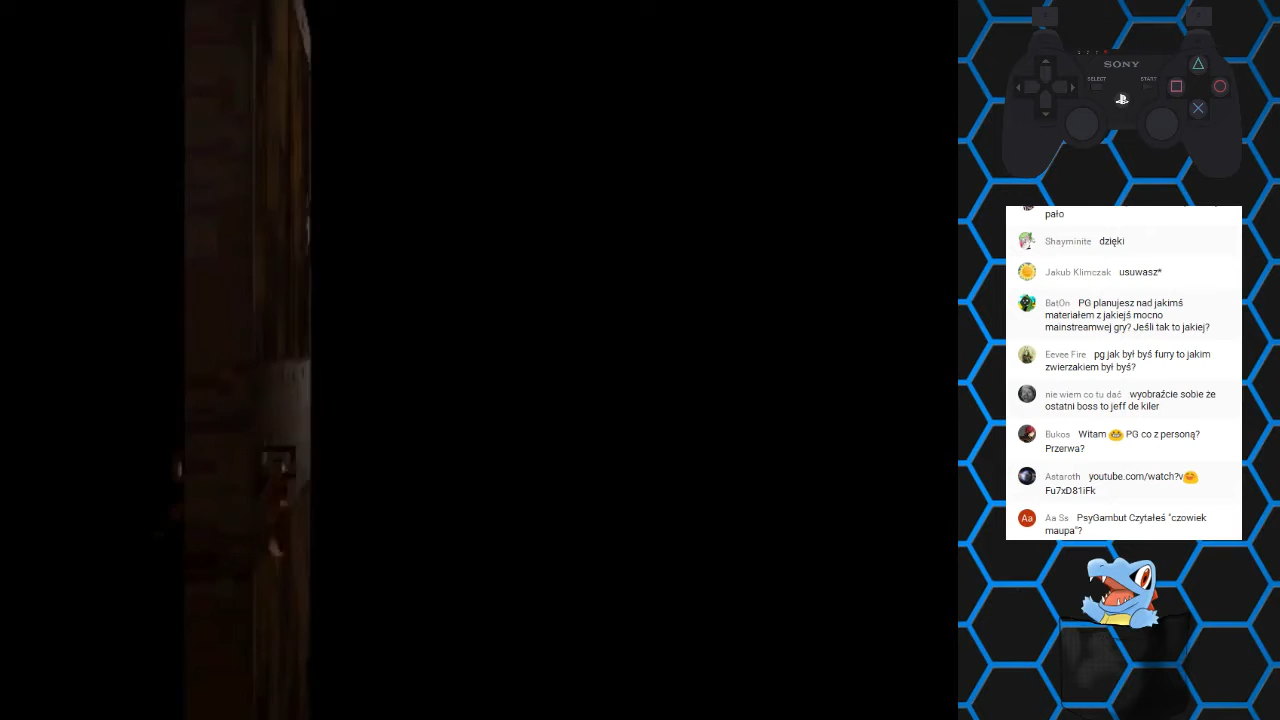 SONY
SELECT
START
pało
Shayminite dzięki
Jakub Klimczak usuwasz*
BatOn PG planujesz nad jakimś
materiałem z jakiejś mocno
mainstreamwej gry? Jeśli tak to jakiej?
Eevee Fire pg jak był byś furry to jakim
zwierzakiem był byś?
nie wiem co tu dać wyobraźcie sobie że
ostatni boss to jeff de kiler
Bukos Witam PG co z personą?
Przerwa?
Astaroth youtube.com/watch?v
Fu7xD81iFk
Aa
Aa Ss PsyGambut Czytałeś "czowiek
maupa"?